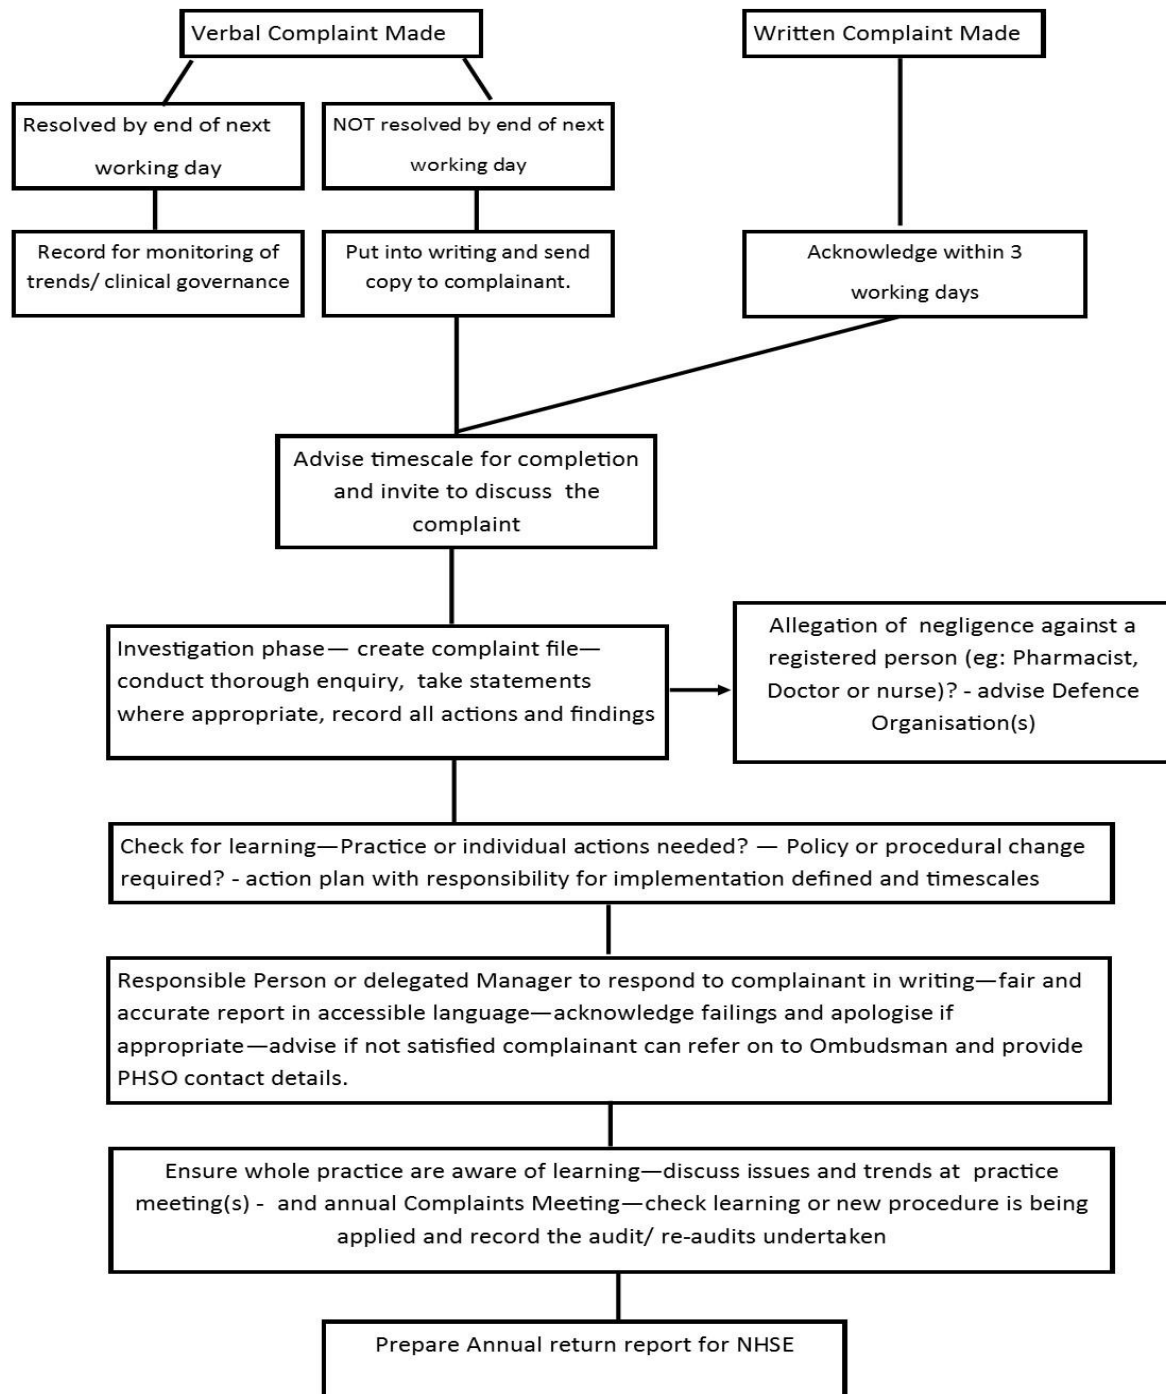 Verbal Complaint Made
Written Complaint Made
Resolved by end of next
working day
NOT resolved by end of next
working day
Record for monitoring of
trends/ clinical governance
Put into writing and send
copy to complainant.
Acknowledge within 3
working days
Advise timescale for completion
and invite to discuss the
complaint
Investigation phase— create complaint file—
conduct thorough enquiry, take statements
where appropriate, record all actions and findings
Allegation of negligence against a
registered person (eg: Pharmacist,
Doctor or nurse)? - advise Defence
Organisation(s)
Check for learning—Practice or individual actions needed? — Policy or procedural change
required? - action plan with responsibility for implementation defined and timescales
Responsible Person or delegated Manager to respond to complainant in writing—fair and
accurate report in accessible language—acknowledge failings and apologise if
appropriate—advise if not satisfied complainant can refer on to Ombudsman and provide
PHSO contact details.
Ensure whole practice are aware of learning—discuss issues and trends at practice
meeting(s) - and annual Complaints Meeting—check learning or new procedure is being
applied and record the audit/ re-audits undertaken
Prepare Annual return report for NHSE